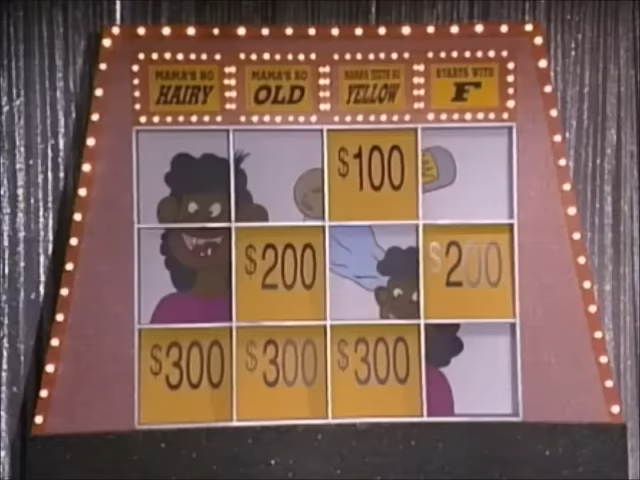 MAMA'S SO
HAIRY
MAMA'S SO
OLD
MAMA'S TEETH SO
YELLOW
STARTS WITH
F
$100
$200
$200
$300
$300
$300